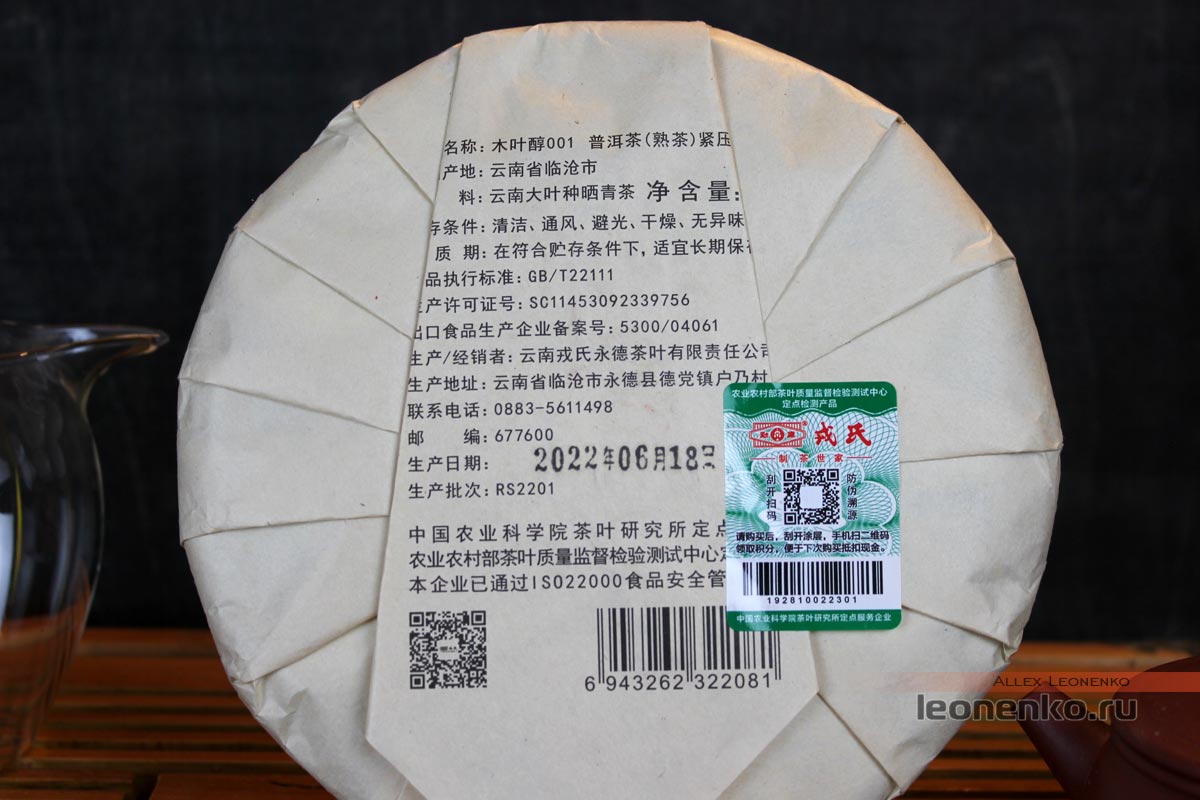 名称: 木叶醇001 普洱茶(熟茶)紧压
产地: 云南省临沧市
料: 云南大叶种晒青茶 净含量:
存条件: 清洁、通风、避光、干燥、无异味
质 期: 在符合贮存条件下, 适宜长期保存
品执行标准: GB/T22111
生产许可证号: SC11453092339756
出口食品生产企业备案号: 5300/04061
生产/经销者: 云南戎氏永德茶叶有限责任公司
生产地址: 云南省临沧市永德县德党镇户乃村
联系电话: 0883-5611498
邮 编: 677600
生产日期: 2022年06月18日
生产批次: RS2201
中国农业科学院茶叶研究所定点
农业农村部茶叶质量监督检验测试中心定
本企业已通过ISO22000食品安全管
6 943262 322081
农业农村部茶叶质量监督检验测试中心
定点检测产品
戎氏
制茶世家
刮开扫码
防伪溯源
请购买后, 刮开涂层, 手机扫二维码
领取积分, 便于下次购买抵扣现金。
192810022301
中国农业科学院茶叶研究所定点服务企业
ALLEX LEONENKO
leonenko.ru